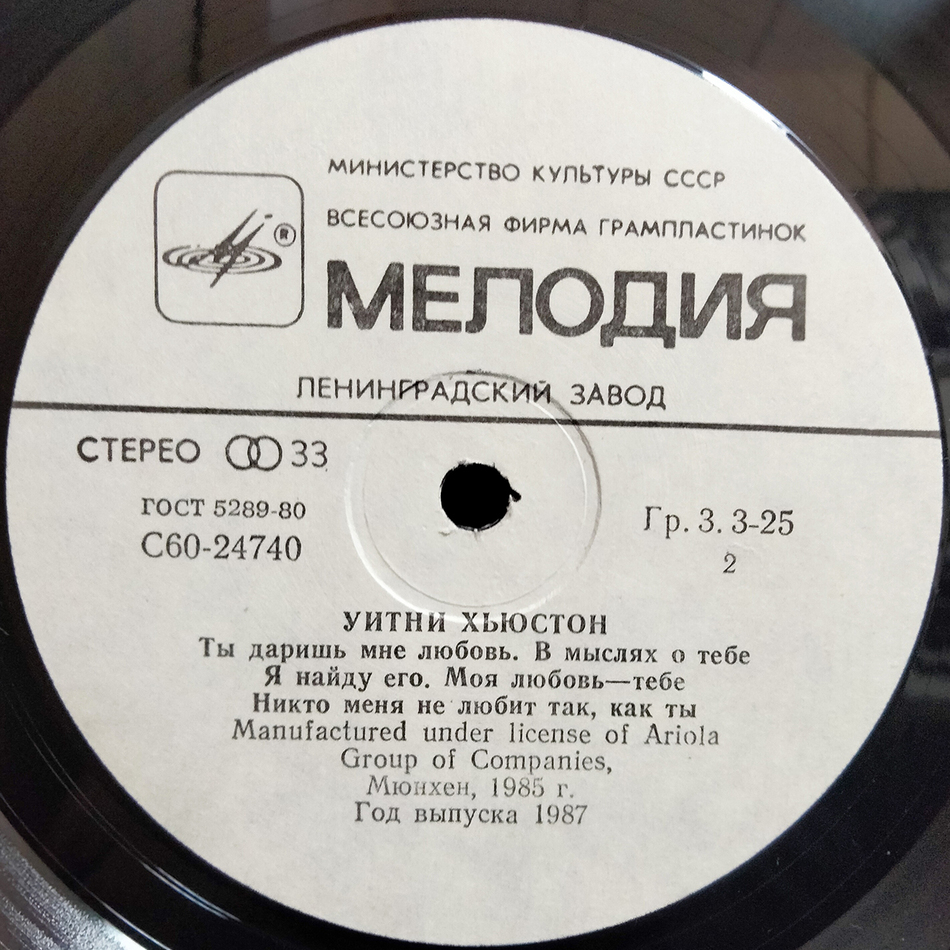 МИНИСТЕРСТВО КУЛЬТУРЫ СССР
ВСЕСОЮЗНАЯ ФИРМА ГРАМПЛАСТИНОК
®
МЕЛОДИЯ
ЛЕНИНГРАДСКИЙ ЗАВОД
СТЕРЕО 33
ГОСТ 5289-80
С60-24740
Гр. 3. 3-25
2
УИТНИ ХЬЮСТОН
Ты даришь мне любовь. В мыслях о тебе
Я найду его. Моя любовь—тебе
Никто меня не любит так, как ты
Manufactured under license of Ariola
Group of Companies,
Мюнхен, 1985 г.
Год выпуска 1987